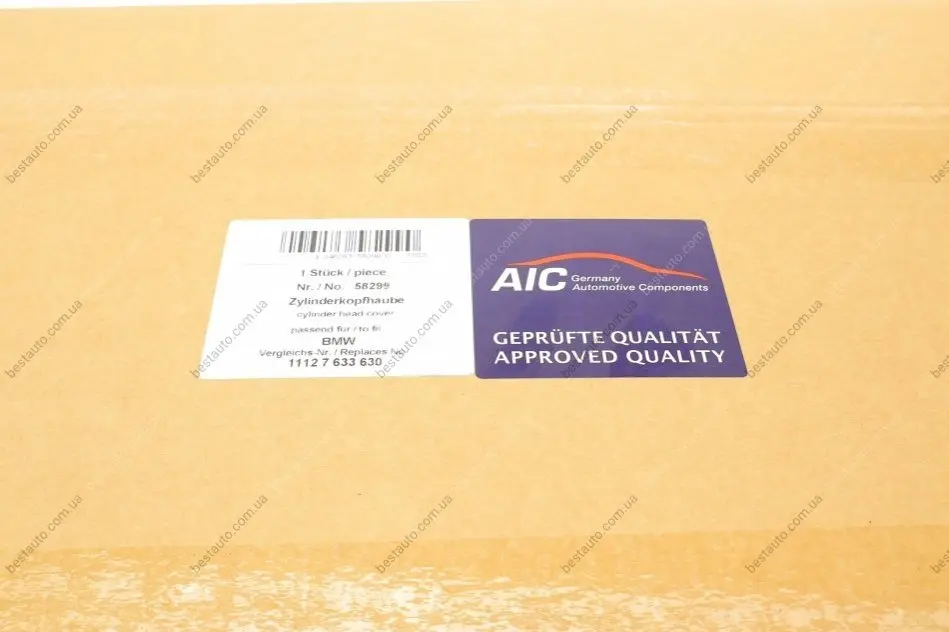 1 Stück / piece
Nr. / No. 58299
Zylinderkopfhaube
cylinder head cover
passend für / to fit
BMW
Vergleichs-Nr. / Replaces No.
1112 7 633 630
AIC Germany
Automotive Components
GEPRÜFTE QUALITÄT
APPROVED QUALITY
bestauto.com.ua